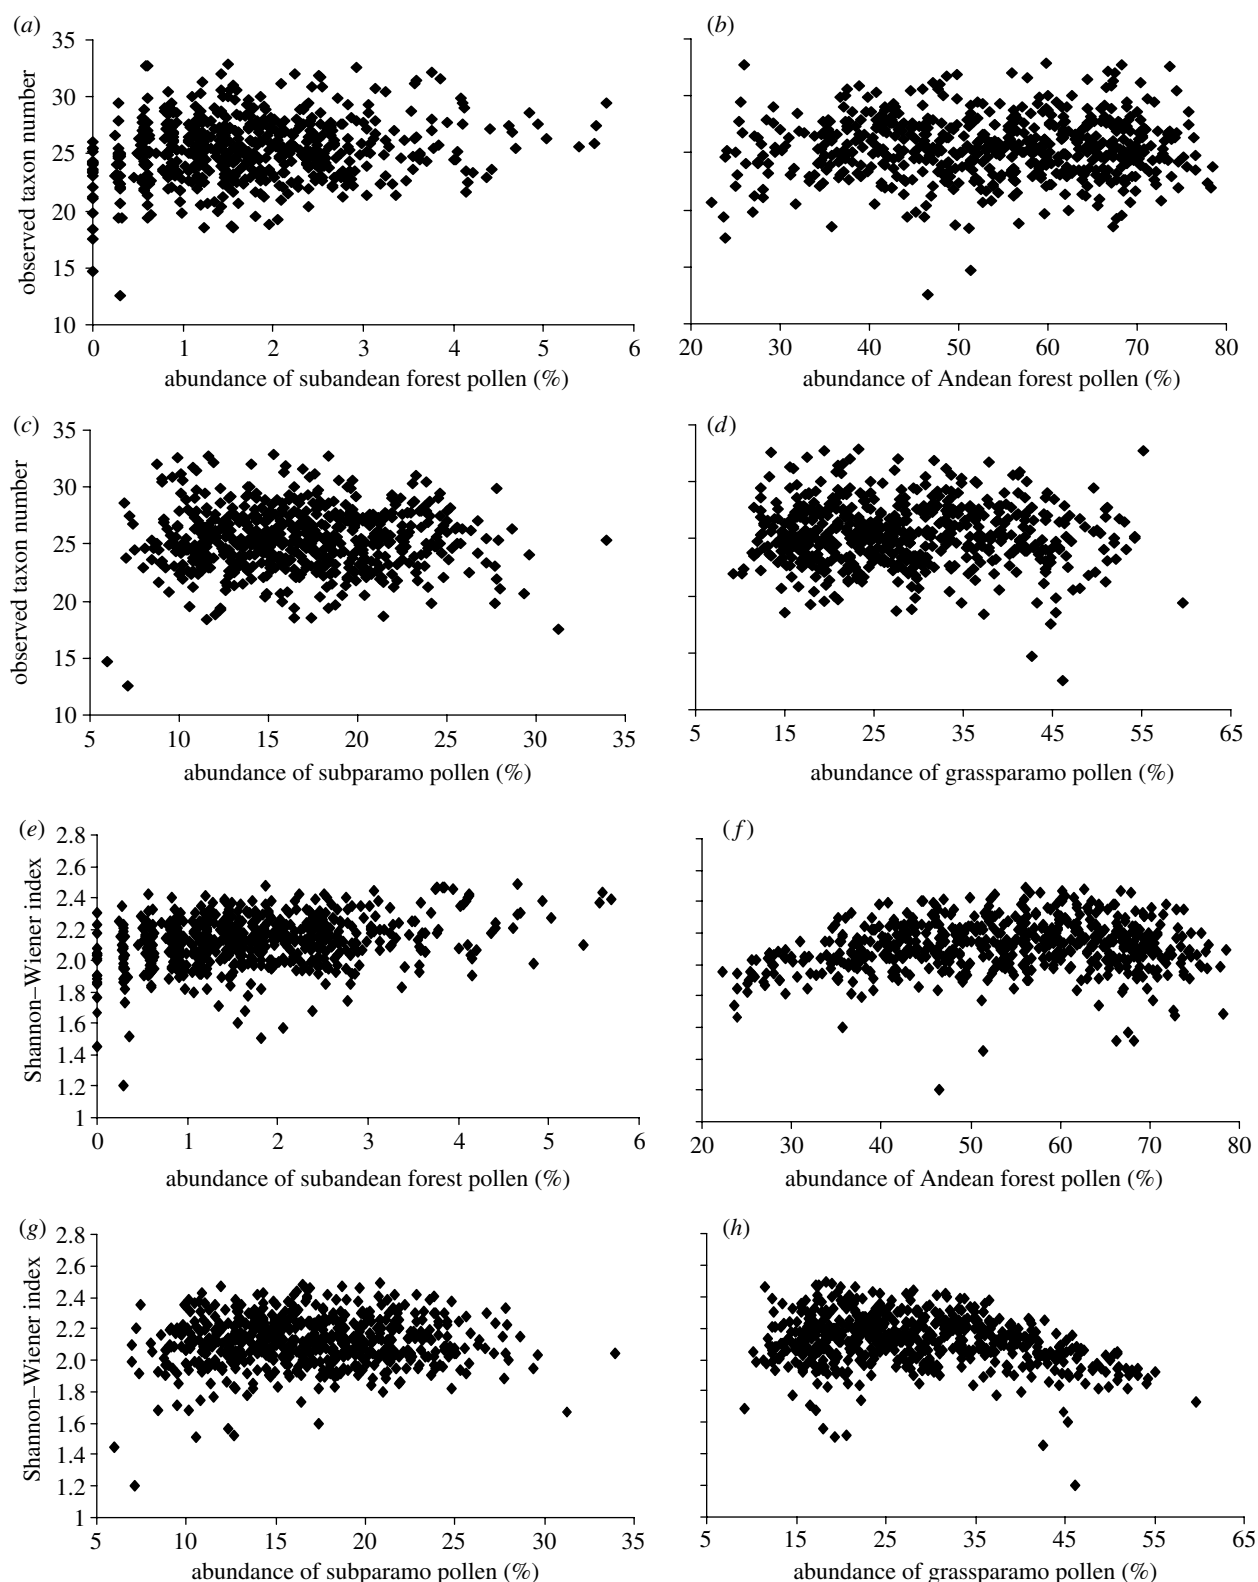 (a) (b)
35
30
25
20
15
10
observed taxon number
0 1 2 3 4 5 6
20 30 40 50 60 70 80
abundance of subandean forest pollen (%)
abundance of Andean forest pollen (%)
(c) (d)
35
30
25
20
15
10
observed taxon number
5 10 15 20 25 30 35
5 15 25 35 45 55 65
abundance of subparamo pollen (%)
abundance of grassparamo pollen (%)
(e) (f)
2.8
2.6
2.4
2.2
2.0
1.8
1.6
1.4
1.2
1
Shannon–Wiener index
0 1 2 3 4 5 6
20 30 40 50 60 70 80
abundance of subandean forest pollen (%)
abundance of Andean forest pollen (%)
(g) (h)
2.8
2.6
2.4
2.2
2.0
1.8
1.6
1.4
1.2
1
Shannon–Wiener index
5 10 15 20 25 30 35
5 15 25 35 45 55 65
abundance of subparamo pollen (%)
abundance of grassparamo pollen (%)